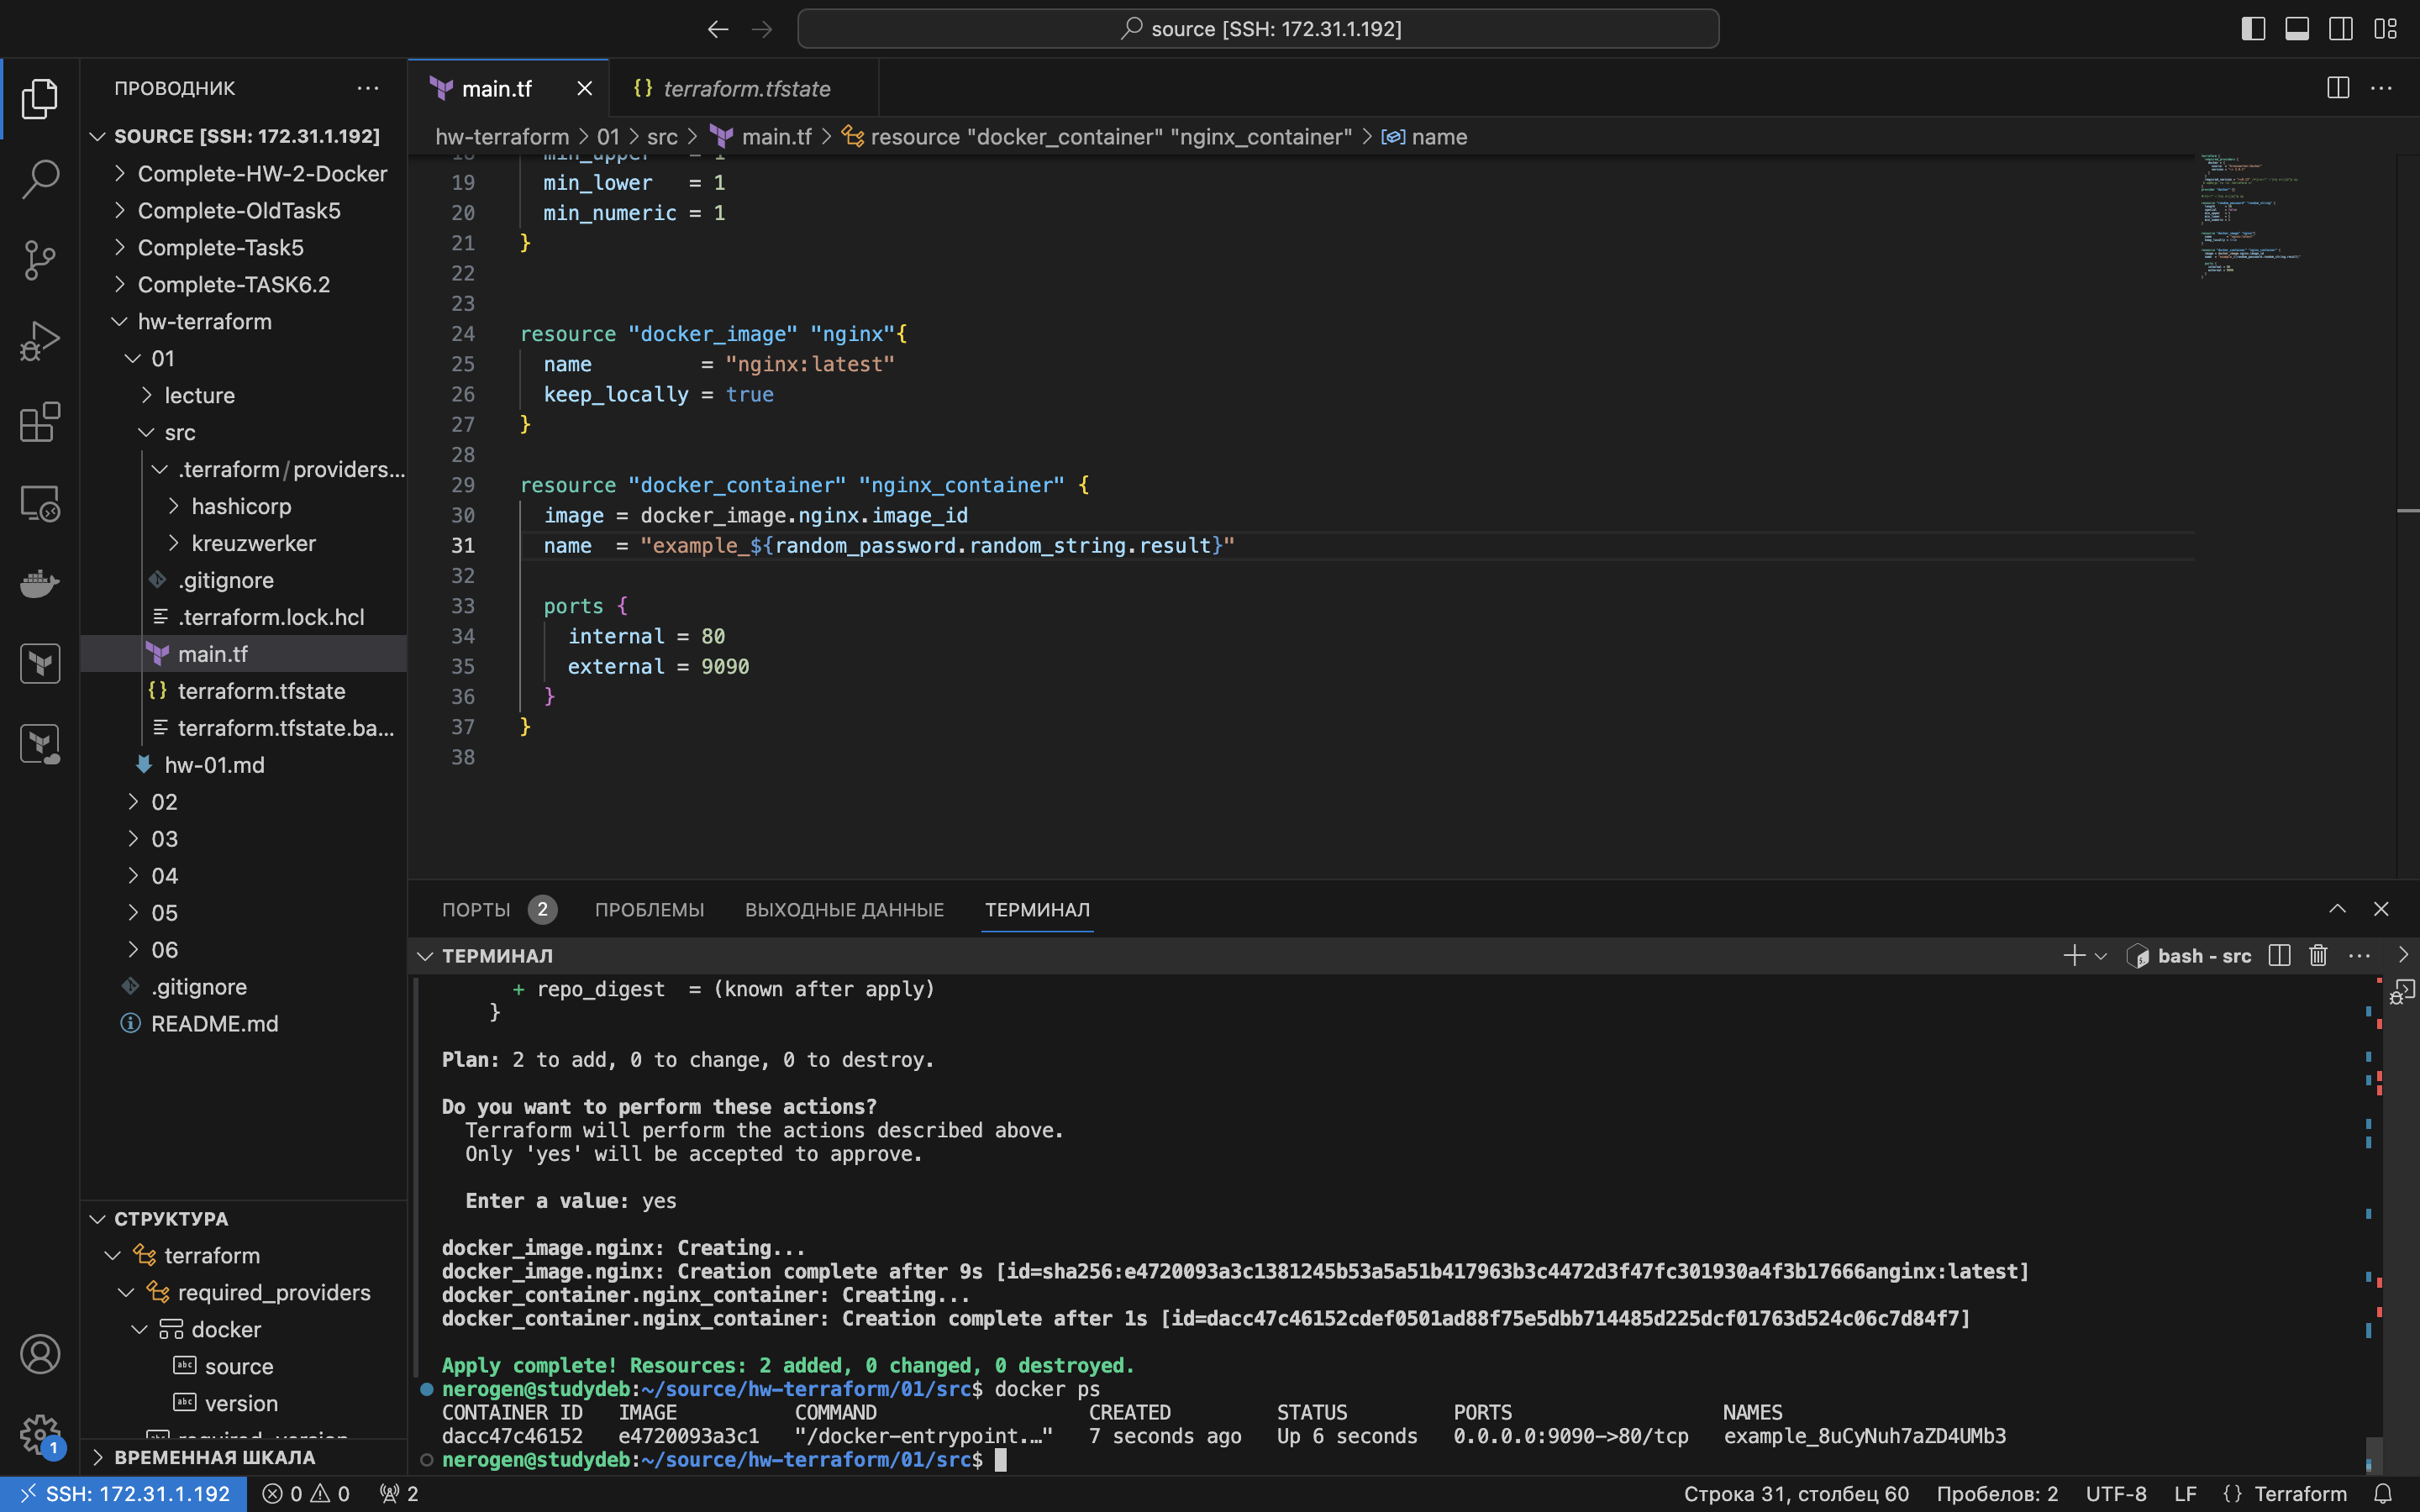 source [SSH: 172.31.1.192]
ПРОВОДНИК
SOURCE [SSH: 172.31.1.192]
Complete-HW-2-Docker
Complete-OldTask5
Complete-Task5
Complete-TASK6.2
hw-terraform
01
lecture
src
.terraform/providers...
hashicorp
kreuzwerker
.gitignore
.terraform.lock.hcl
main.tf
terraform.tfstate
terraform.tfstate.ba...
hw-01.md
02
03
04
05
06
.gitignore
README.md
СТРУКТУРА
terraform
required_providers
docker
source
version
required_version
ВРЕМЕННАЯ ШКАЛА
main.tf
terraform.tfstate
hw-terraform > 01 > src > main.tf > resource "docker_container" "nginx_container" > name
18 min_upper = 1
19 min_lower = 1
20 min_numeric = 1
21 }
22
23
24 resource "docker_image" "nginx"{
25 name = "nginx:latest"
26 keep_locally = true
27 }
28
29 resource "docker_container" "nginx_container" {
30 image = docker_image.nginx.image_id
31 name = "example_${random_password.random_string.result}"
32
33 ports {
34 internal = 80
35 external = 9090
36 }
37 }
38
ПОРТЫ 2 ПРОБЛЕМЫ ВЫХОДНЫЕ ДАННЫЕ ТЕРМИНАЛ
ТЕРМИНАЛ
bash - src
+ repo_digest = (known after apply)
}
Plan: 2 to add, 0 to change, 0 to destroy.
Do you want to perform these actions?
Terraform will perform the actions described above.
Only 'yes' will be accepted to approve.
Enter a value: yes
docker_image.nginx: Creating...
docker_image.nginx: Creation complete after 9s [id=sha256:e4720093a3c1381245b53a5a51b417963b3c4472d3f47fc301930a4f3b17666anginx:latest]
docker_container.nginx_container: Creating...
docker_container.nginx_container: Creation complete after 1s [id=dacc47c46152cdef0501ad88f75e5dbb714485d225dcf01763d524c06c7d84f7]
Apply complete! Resources: 2 added, 0 changed, 0 destroyed.
nerogen@studydeb:~/source/hw-terraform/01/src$ docker ps
CONTAINER ID IMAGE COMMAND CREATED STATUS PORTS NAMES
dacc47c46152 e4720093a3c1 "/docker-entrypoint.…" 7 seconds ago Up 6 seconds 0.0.0.0:9090->80/tcp example_8uCyNuh7aZD4UMb3
nerogen@studydeb:~/source/hw-terraform/01/src$
1
SSH: 172.31.1.192 0 0 2
Строка 31, столбец 60 Пробелов: 2 UTF-8 LF {} Terraform